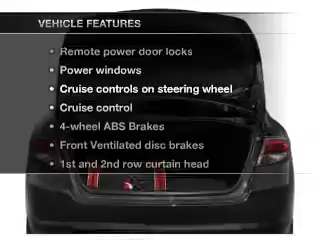 VEHICLE FEATURES
• Remote power door locks
• Power windows
• Cruise controls on steering wheel
• Cruise control
• 4-wheel ABS Brakes
• Front Ventilated disc brakes
• 1st and 2nd row curtain head